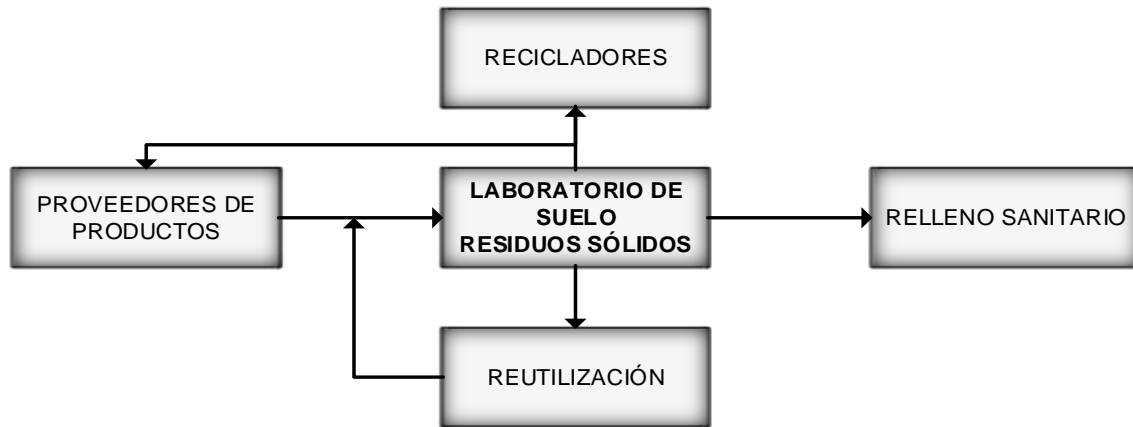 RECICLADORES
PROVEEDORES DE
PRODUCTOS
LABORATORIO DE
SUELO
RESIDUOS SÓLIDOS
RELLENO SANITARIO
REUTILIZACIÓN